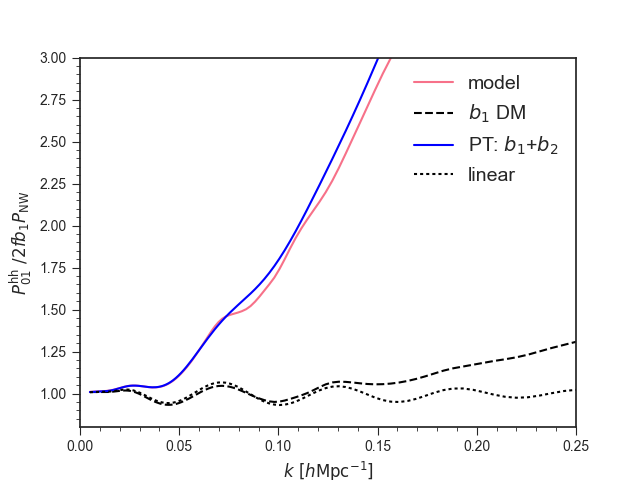 3.00
2.75
2.50
2.25
2.00
1.75
1.50
1.25
1.00
0.00 0.05 0.10 0.15 0.20 0.25
k [hMpc⁻¹]
P₀₁ʰʰ /2fb₁P_NW
model
b₁ DM
PT: b₁+b₂
linear